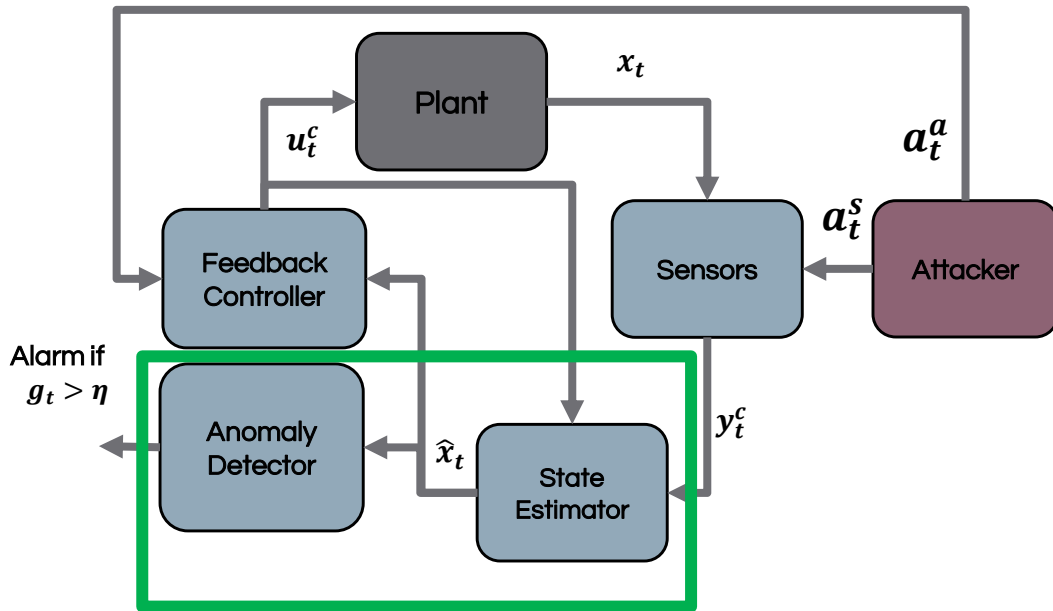 Plant
x_t
u_t^c
a_t^a
a_t^s
Feedback
Controller
Sensors
Attacker
Alarm if
g_t > η
Anomaly
Detector
x̂_t
State
Estimator
y_t^c